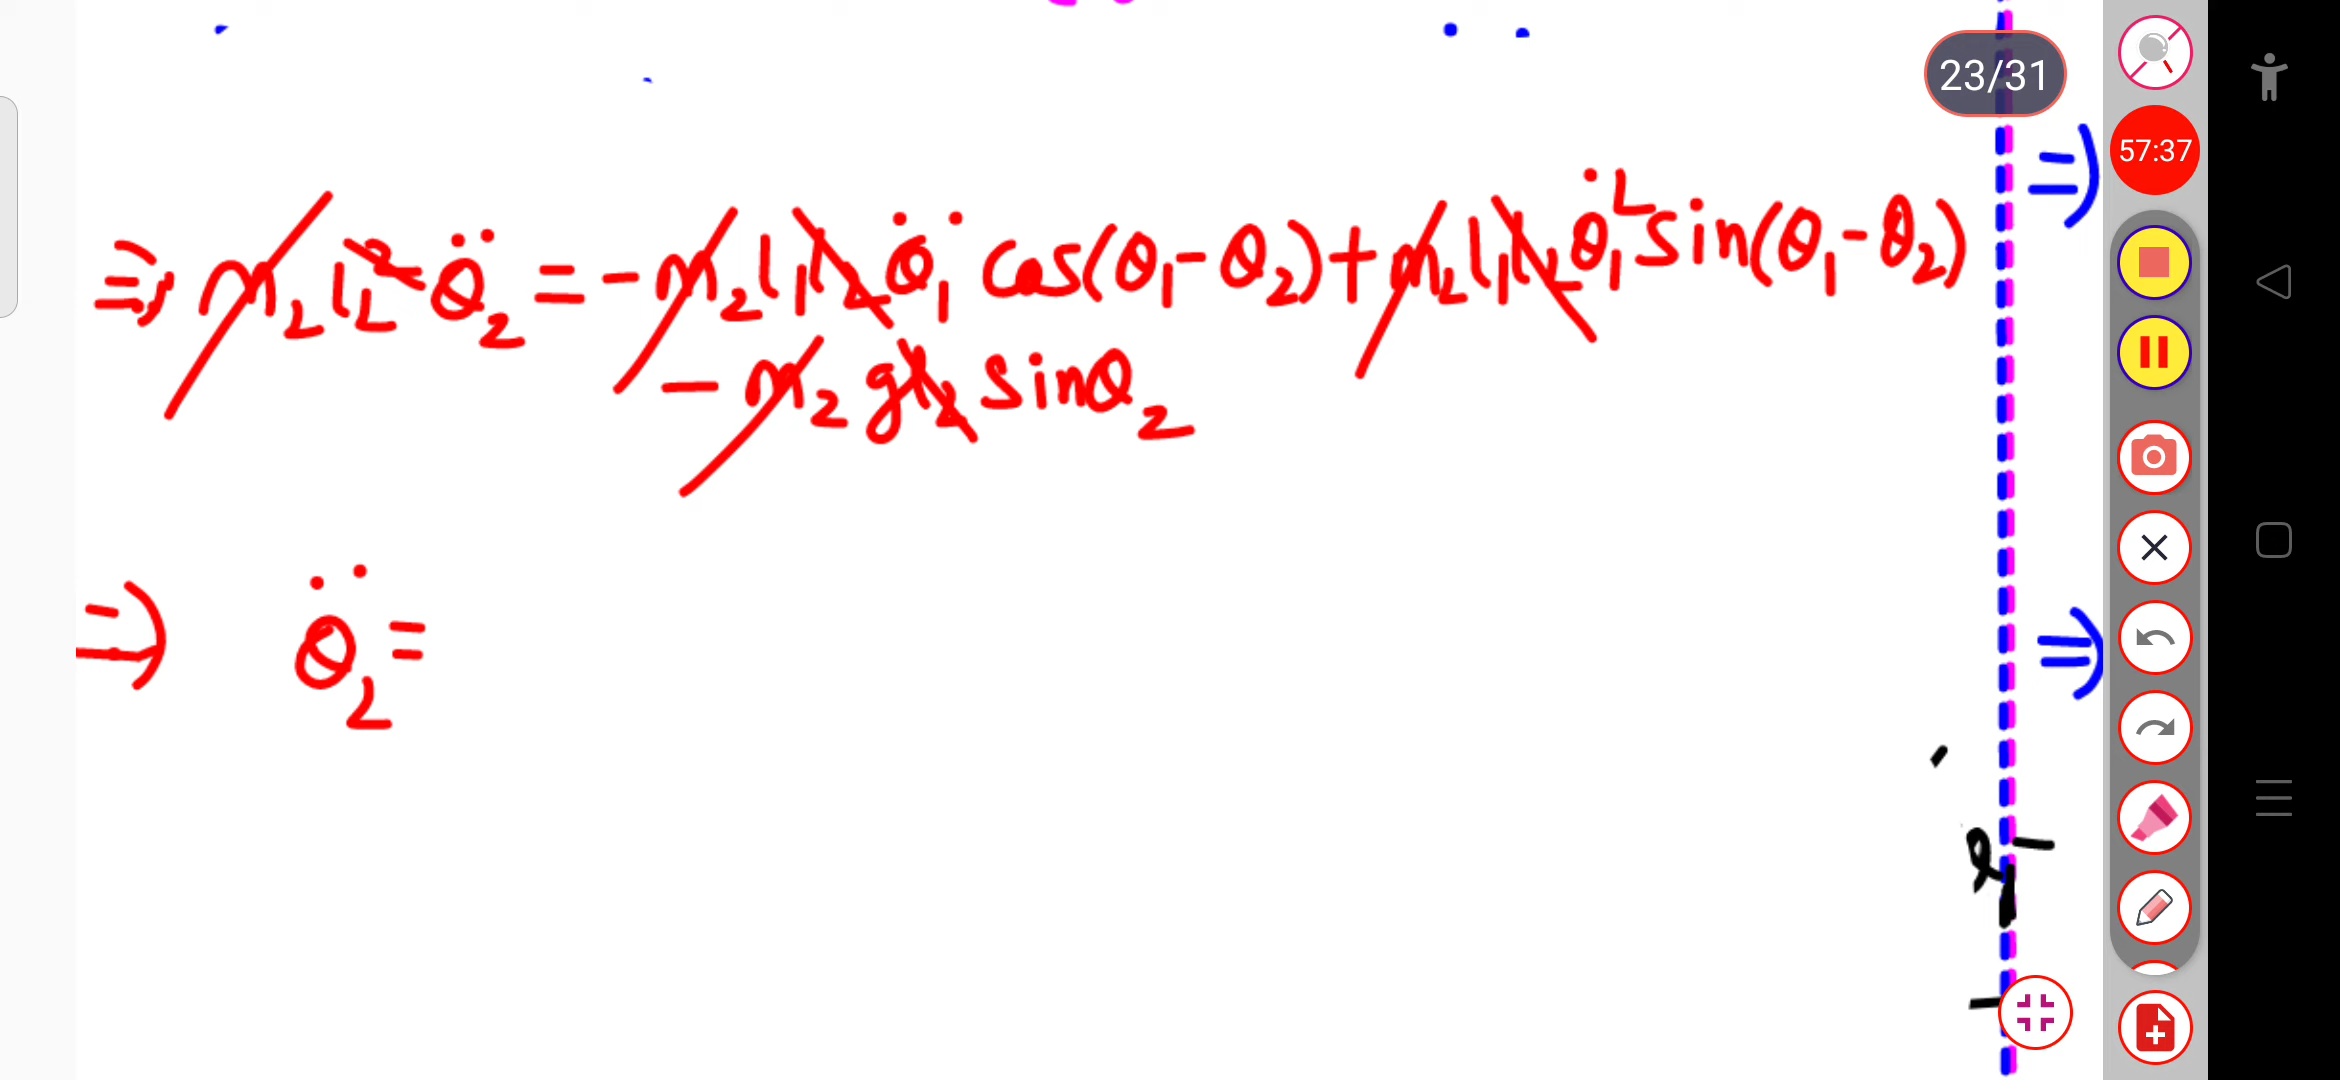 23/31
57:37
⇒, m₂l₂²θ̈₂ = -m₂l₁l₂θ̈₁ cos(θ₁-θ₂) + m₂l₁l₂θ̇₁² sin(θ₁-θ₂)
- m₂gl₂ sinθ₂
⇒ θ̈₂ =
⇒
⇒